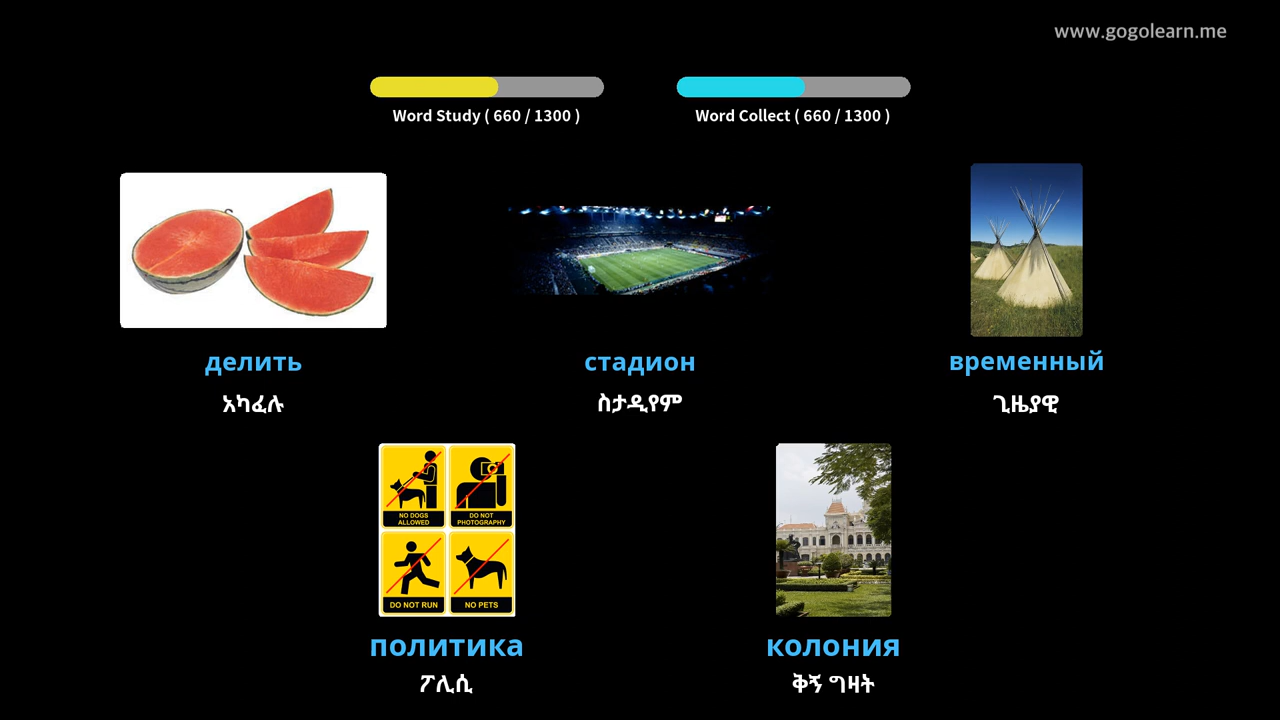 www.gogolearn.me
Word Study ( 660 / 1300 )
Word Collect ( 660 / 1300 )
делить
стадион
временный
አካፈሉ
ስታዲየም
ጊዜያዊ
NO DOGS
ALLOWED
DO NOT
PHOTOGRAPHY
DO NOT RUN
NO PETS
политика
колония
ፖሊሲ
ቅኝ ግዛት